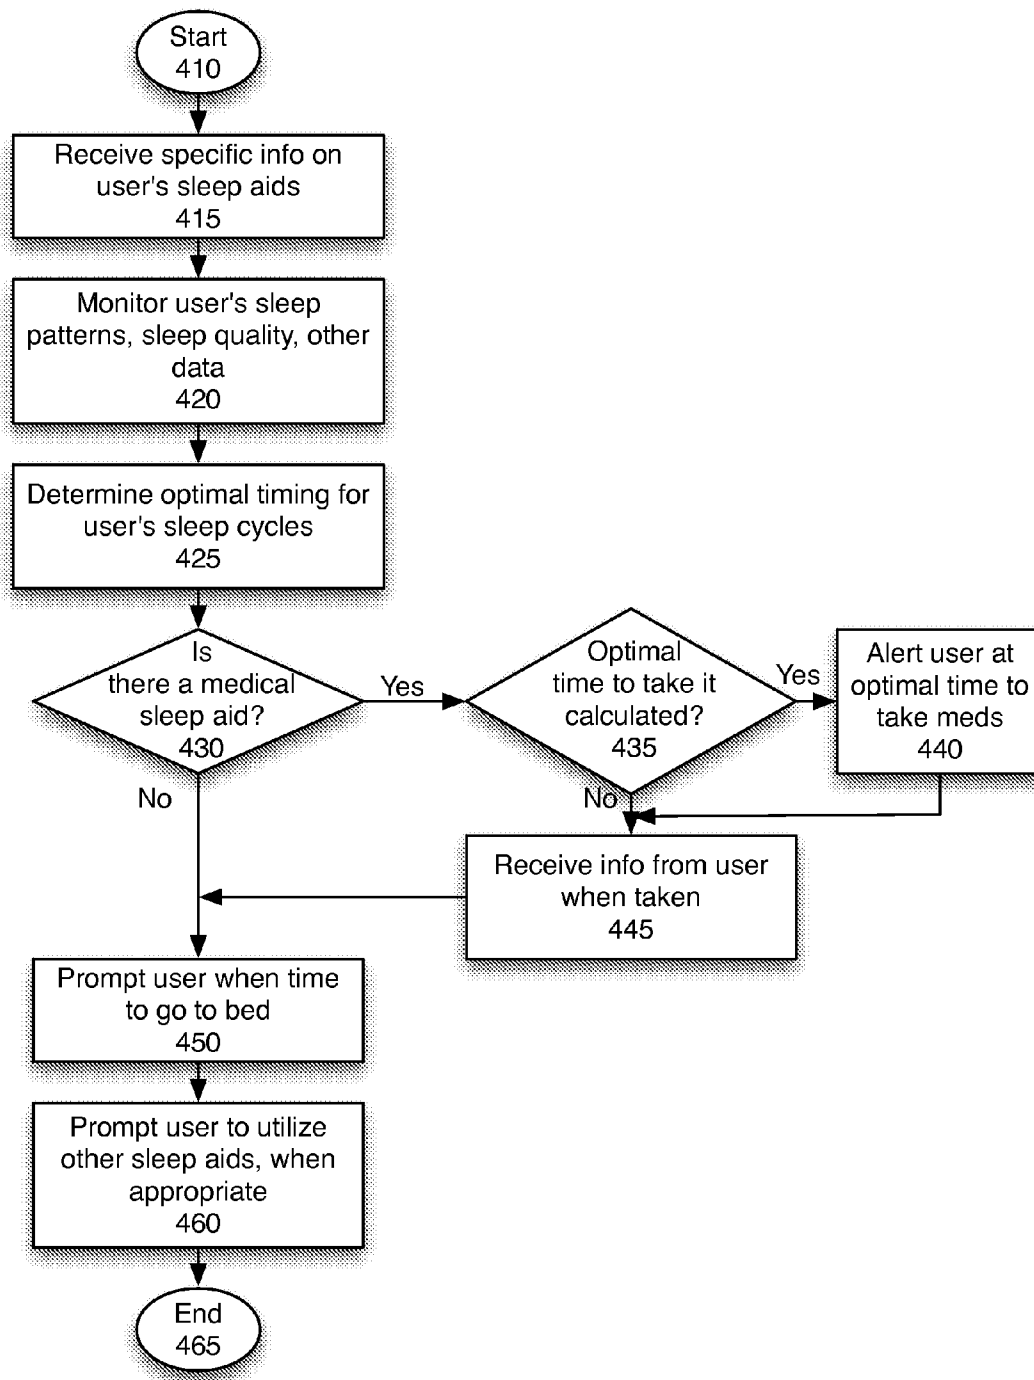 Start
410
Receive specific info on
user's sleep aids
415
Monitor user's sleep
patterns, sleep quality, other
data
420
Determine optimal timing for
user's sleep cycles
425
Is
there a medical
sleep aid?
430
Yes
No
Optimal
time to take it
calculated?
435
Yes
No
Alert user at
optimal time to
take meds
440
Receive info from user
when taken
445
Prompt user when time
to go to bed
450
Prompt user to utilize
other sleep aids, when
appropriate
460
End
465